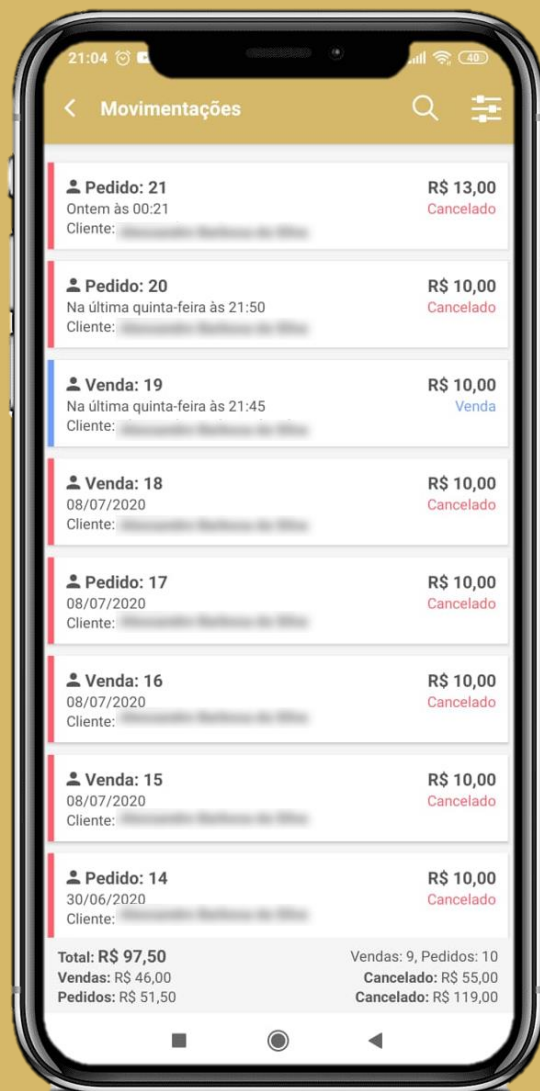 21:04
40
Movimentações
Pedido: 21 R$ 13,00
Ontem às 00:21 Cancelado
Cliente:
Pedido: 20 R$ 10,00
Na última quinta-feira às 21:50 Cancelado
Cliente:
Venda: 19 R$ 10,00
Na última quinta-feira às 21:45 Venda
Cliente:
Venda: 18 R$ 10,00
08/07/2020 Cancelado
Cliente:
Pedido: 17 R$ 10,00
08/07/2020 Cancelado
Cliente:
Venda: 16 R$ 10,00
08/07/2020 Cancelado
Cliente:
Venda: 15 R$ 10,00
08/07/2020 Cancelado
Cliente:
Pedido: 14 R$ 10,00
30/06/2020 Cancelado
Cliente:
Total: R$ 97,50 Vendas: 9, Pedidos: 10
Vendas: R$ 46,00 Cancelado: R$ 55,00
Pedidos: R$ 51,50 Cancelado: R$ 119,00